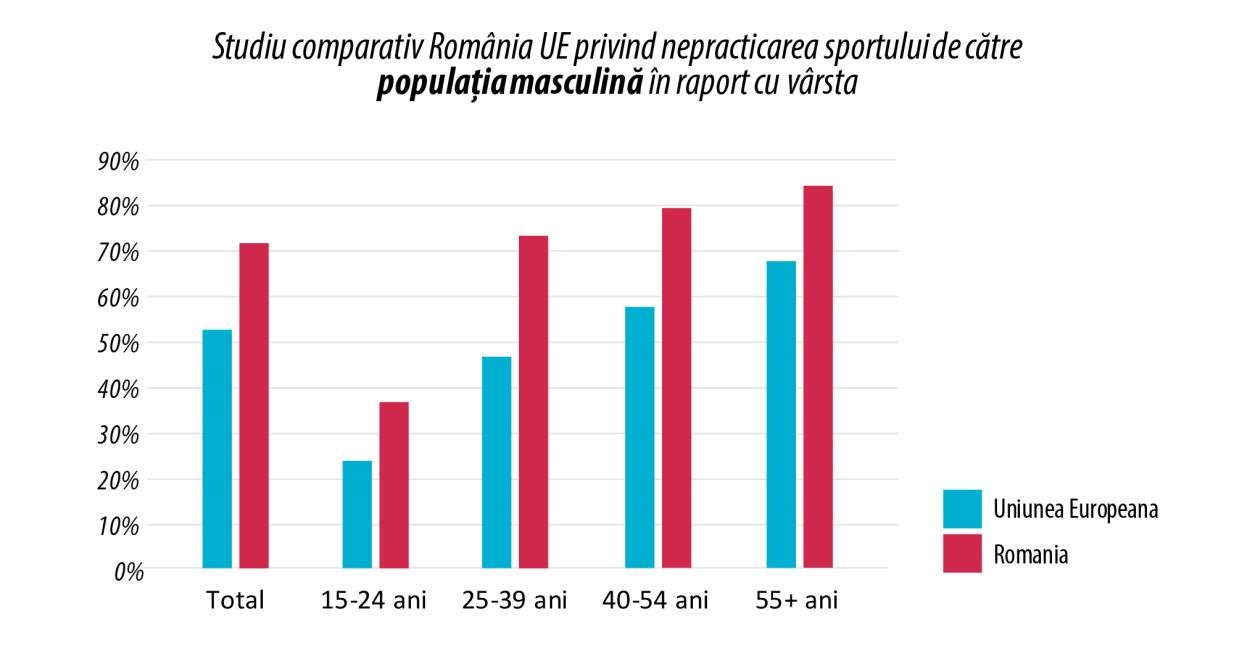 Studiu comparativ România UE privind nepracticarea sportului de către
populația masculină în raport cu vârsta
90%
80%
70%
60%
50%
40%
30%
20%
10%
0%
Total
15-24 ani
25-39 ani
40-54 ani
55+ ani
Uniunea Europeana
Romania